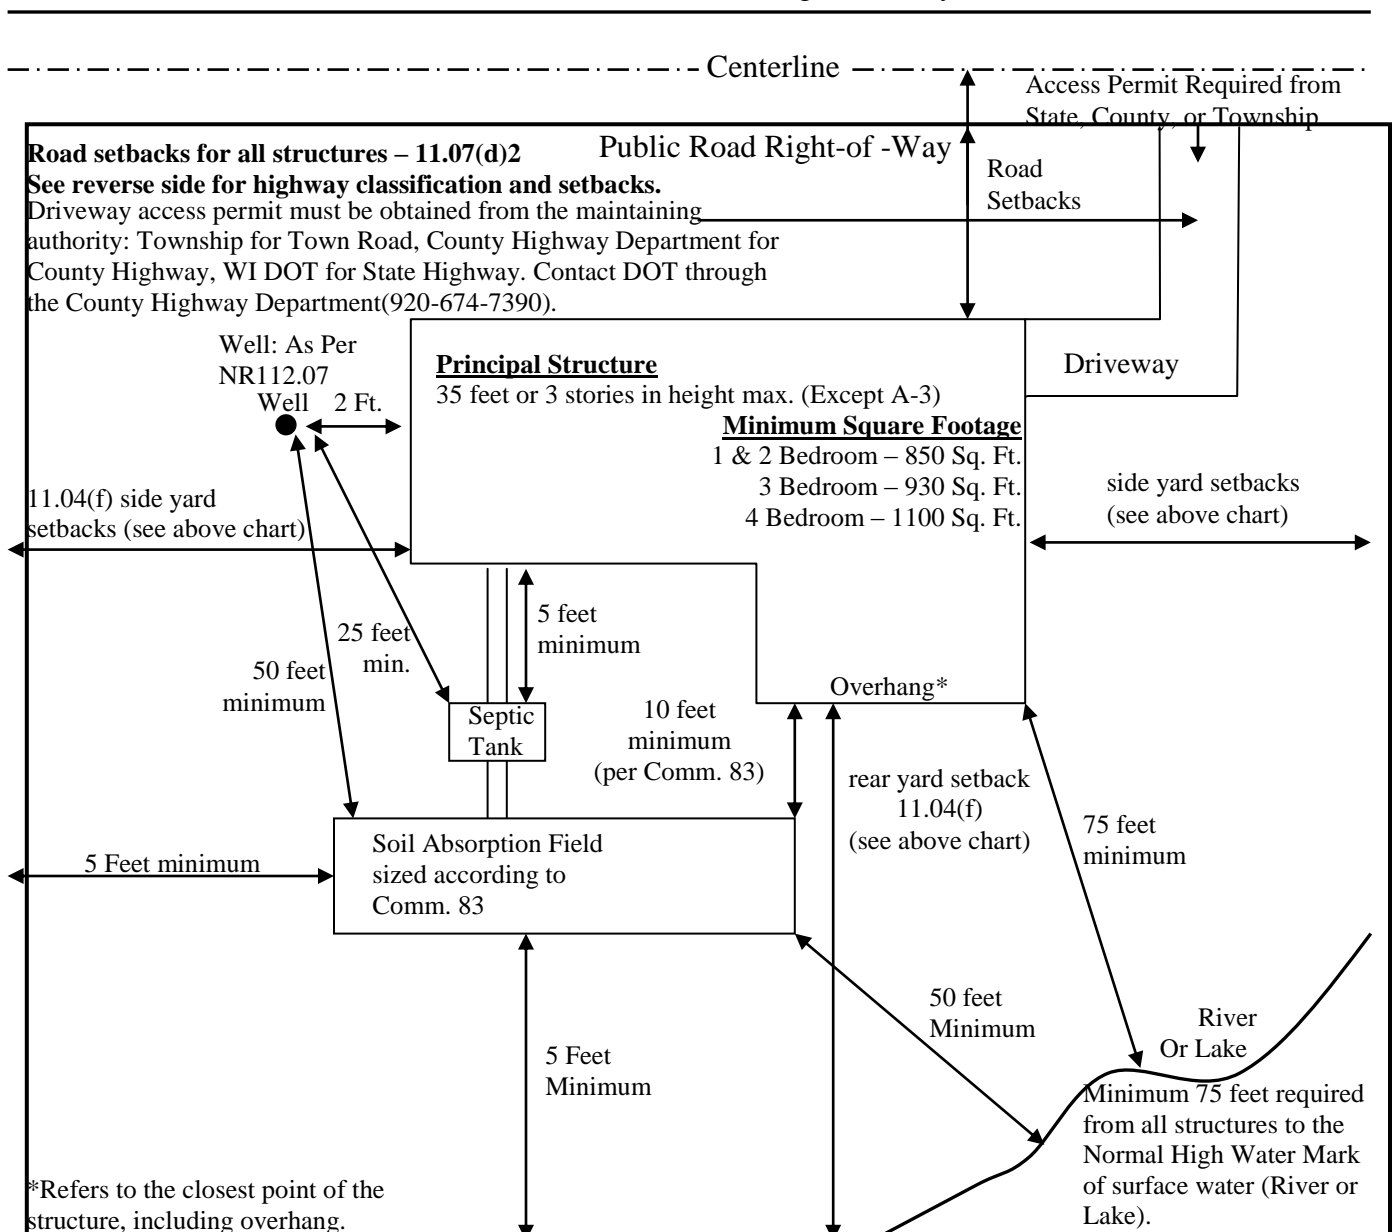 Centerline
Access Permit Required from
State, County, or Township
Road setbacks for all structures – 11.07(d)2
See reverse side for highway classification and setbacks.
Driveway access permit must be obtained from the maintaining
authority: Township for Town Road, County Highway Department for
County Highway, WI DOT for State Highway. Contact DOT through
the County Highway Department(920-674-7390).
Public Road Right-of -Way
Road
Setbacks
Well: As Per
NR112.07
Well
2 Ft.
Principal Structure
35 feet or 3 stories in height max. (Except A-3)
Minimum Square Footage
1 & 2 Bedroom – 850 Sq. Ft.
3 Bedroom – 930 Sq. Ft.
4 Bedroom – 1100 Sq. Ft.
Driveway
11.04(f) side yard
setbacks (see above chart)
side yard setbacks
(see above chart)
5 feet
minimum
25 feet
min.
50 feet
minimum
Overhang*
Septic
Tank
10 feet
minimum
(per Comm. 83)
rear yard setback
11.04(f)
(see above chart)
75 feet
minimum
5 Feet minimum
Soil Absorption Field
sized according to
Comm. 83
50 feet
Minimum
River
Or Lake
5 Feet
Minimum
Minimum 75 feet required
from all structures to the
Normal High Water Mark
of surface water (River or
Lake).
*Refers to the closest point of the
structure, including overhang.